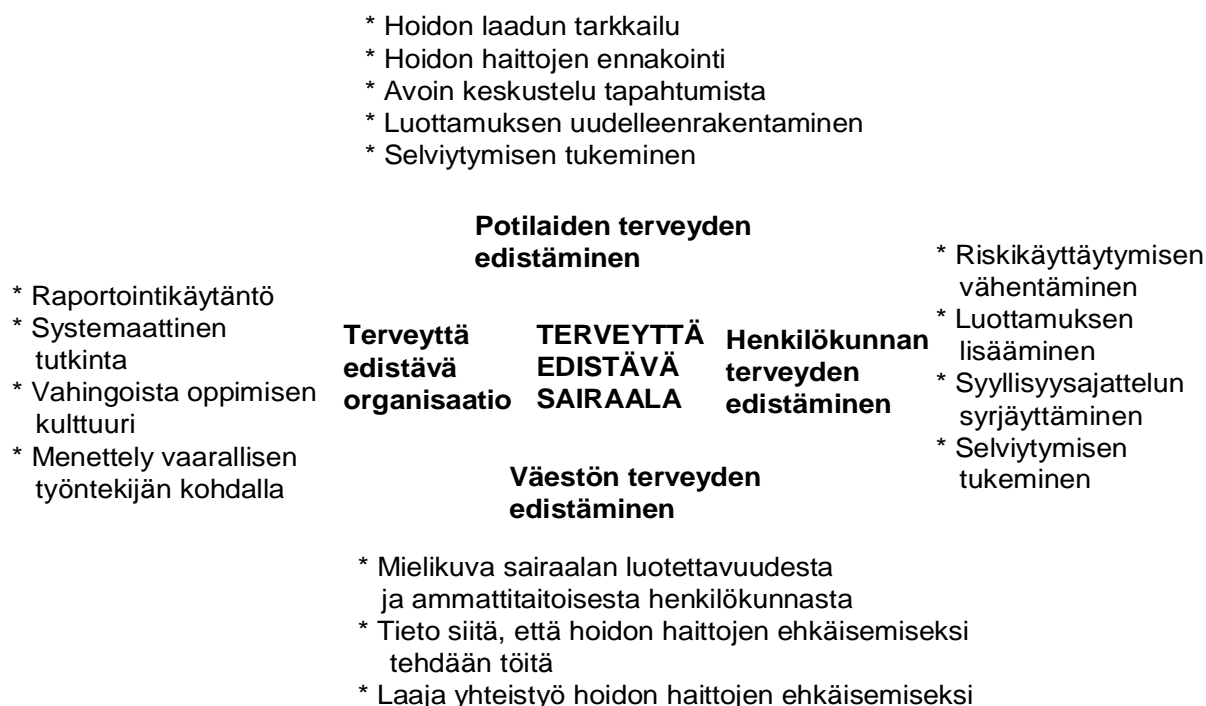 * Hoidon laadun tarkkailu
* Hoidon haittojen ennakointi
* Avoin keskustelu tapahtumista
* Luottamuksen uudelleenrakentaminen
* Selviytymisen tukeminen
Potilaiden terveyden
edistäminen
* Raportointikäytäntö
* Systemaattinen
tutkinta
* Vahingoista oppimisen
kulttuuri
* Menettely vaarallisen
työntekijän kohdalla
Terveyttä
edistävä
organisaatio
TERVEYTTÄ
EDISTÄVÄ
SAIRAALA
Henkilökunnan
terveyden
edistäminen
* Riskikäyttäytymisen
vähentäminen
* Luottamuksen
lisääminen
* Syyllisyysajattelun
syrjäyttäminen
* Selviytymisen
tukeminen
Väestön terveyden
edistäminen
* Mielikuva sairaalan luotettavuudesta
ja ammattitaitoisesta henkilökunnasta
* Tieto siitä, että hoidon haittojen ehkäisemiseksi
tehdään töitä
* Laaja yhteistyö hoidon haittojen ehkäisemiseksi